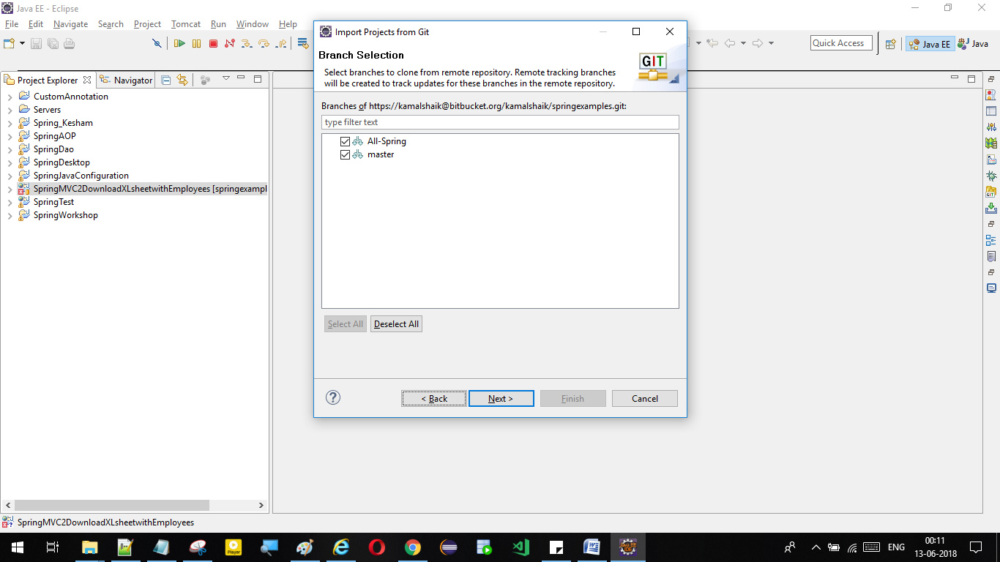 Java EE - Eclipse
File Edit Navigate Search Project Tomcat Run Window Help
Quick Access
Java EE
Java
Project Explorer
Navigator
CustomAnnotation
Servers
Spring_Kesham
SpringAOP
SpringDao
SpringDesktop
SpringJavaConfiguration
SpringMVC2DownloadXLsheetwithEmployees [springexampl
SpringTest
SpringWorkshop
Import Projects from Git
Branch Selection
Select branches to clone from remote repository. Remote tracking branches
will be created to track updates for these branches in the remote repository.
GIT
Branches of https://kamalshaik@bitbucket.org/kamalshaik/springexamples.git:
type filter text
All-Spring
master
Select All
Deselect All
< Back
Next >
Finish
Cancel
GIT
SpringMVC2DownloadXLsheetwithEmployees
Player
ENG
00:11
13-06-2018